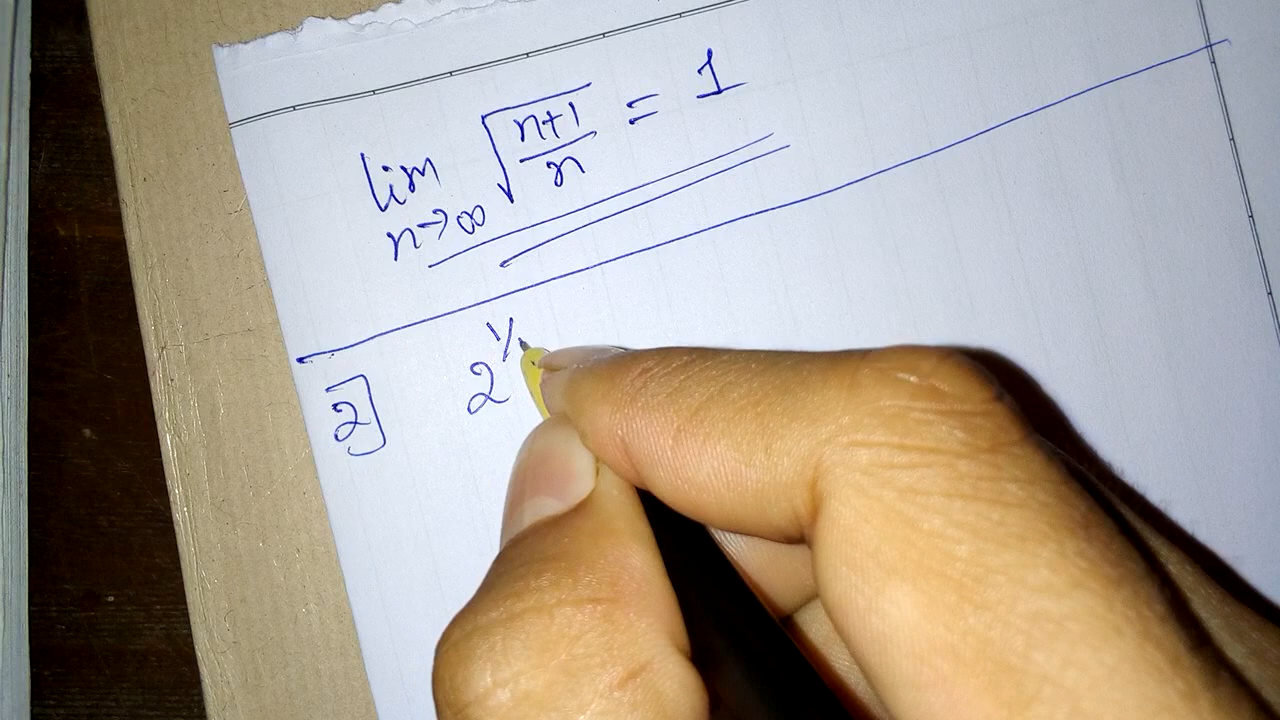 lim n→∞ √((n+1)/n) = 1
2] 2^1/